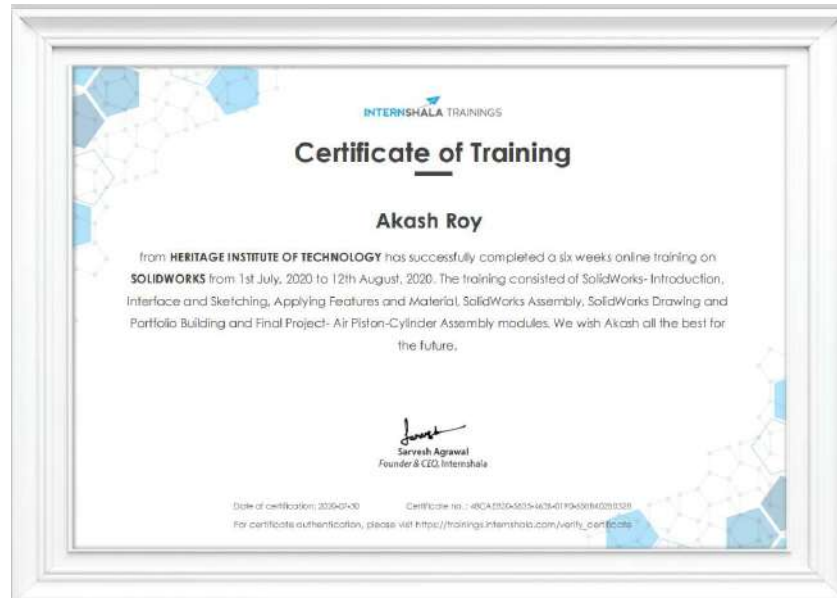 INTERNSHALA TRAININGS
Certificate of Training
Akash Roy
from HERITAGE INSTITUTE OF TECHNOLOGY has successfully completed a six weeks online training on
SOLIDWORKS from 1st July, 2020 to 12th August, 2020. The training consisted of SolidWorks- Introduction,
Interface and Sketching, Applying Features and Material, SolidWorks Assembly, SolidWorks Drawing and
Portfolio Building and Final Project- Air Piston-Cylinder Assembly modules. We wish Akash all the best for
the future.
Sarvesh Agrawal
Founder & CEO, Internshala
Date of certification: 2020-07-30 Certificate no. :
For certificate authentication, please visit https://trainings.internshala.com/verify_certificate